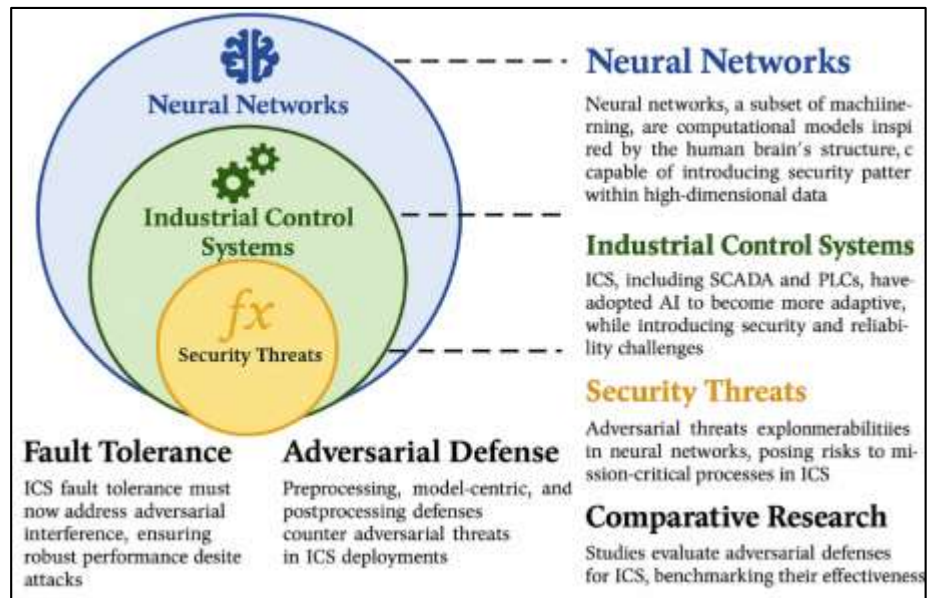 Neural Networks
Industrial Control
Systems
fx
Security Threats
Neural Networks
Neural networks, a subset of machiine-
rning, are computational models inspi
red by the human brain's structure, c
capable of introducing security patter
within high-dimensional data
Industrial Control Systems
ICS, including SCADA and PLCs, have-
adopted AI to become more adaptive,
while introducing security and reliabi-
lity challenges
Security Threats
Adversarial threats explonmerabilitiies
in neural networks, posing risks to mi-
ssion-critical processes in ICS
Fault Tolerance
ICS fault tolerance must
now address adversarial
interference, ensuring
robust performance desite
attacks
Adversarial Defense
Preprocessing, model-centric, and
postprocessing defenses
counter adversarial threats
in ICS deployments
Comparative Research
Studies evaluate adversarial defenses
for ICS, benchmarking their effectiveness